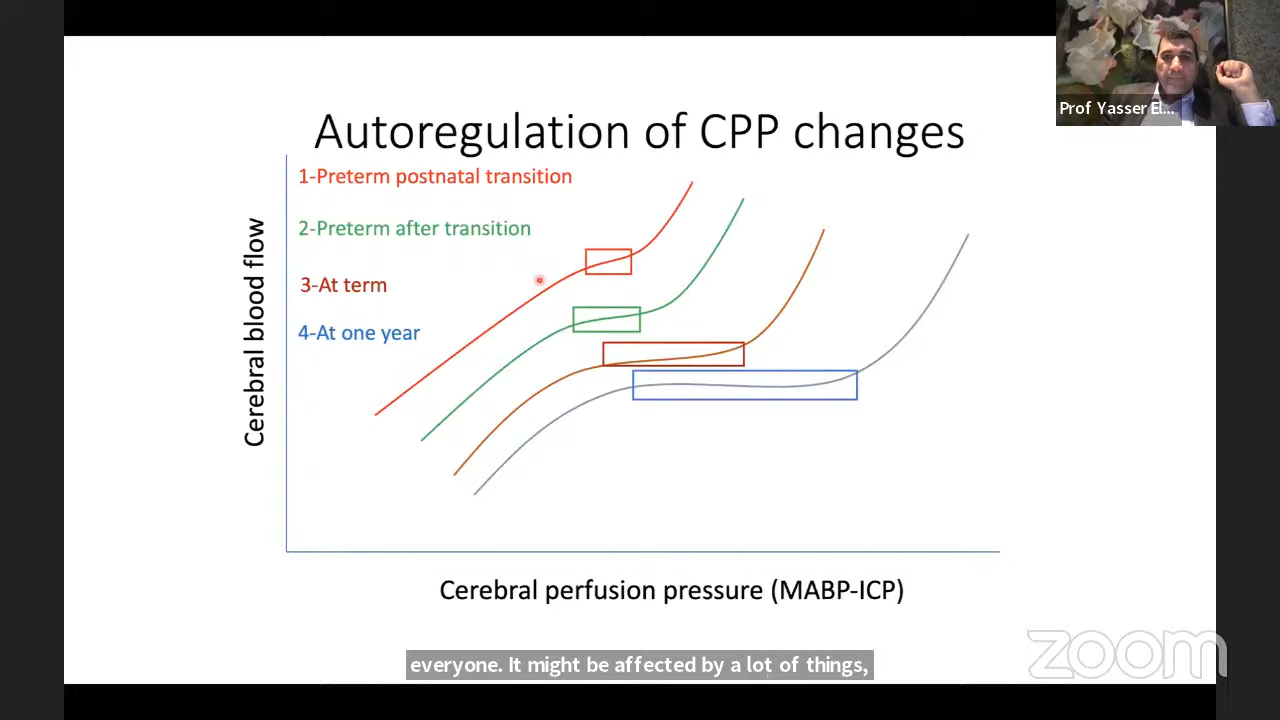 Prof Yasser El...
Autoregulation of CPP changes
1-Preterm postnatal transition
2-Preterm after transition
3-At term
4-At one year
Cerebral blood flow
Cerebral perfusion pressure (MABP-ICP)
zoom
everyone. It might be affected by a lot of things,